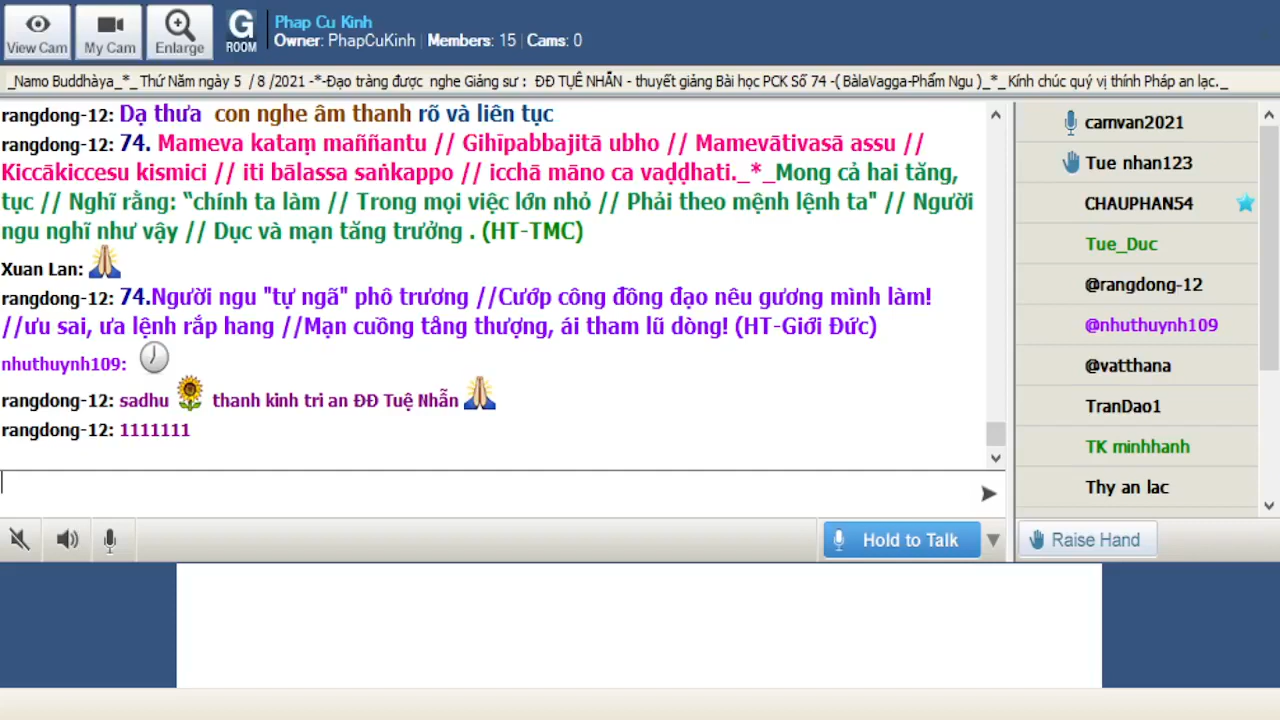 View Cam
My Cam
Enlarge
G
ROOM
Phap Cu Kinh
Owner: PhapCuKinh | Members: 15 | Cams: 0
_Namo Buddhàya_*_ Thứ Năm ngày 5 / 8 /2021 -*-Đạo tràng được nghe Giảng sư : ĐĐ TUỆ NHẪN - thuyết giảng Bài học PCK Số 74 -( BàlaVagga-Phẩm Ngu )_*_ Kính chúc quý vị thính Pháp an lạc._
rangdong-12: Dạ thưa con nghe âm thanh rõ và liên tục
rangdong-12: 74. Mameva kataṃ maññantu // Gihīpabbajitā ubho // Mamevātivasā assu //
Kiccākiccesu kismici // iti bālassa saṅkappo // icchā māno ca vaḍḍhati._*_Mong cả hai tăng,
tục // Nghĩ rằng: “chính ta làm // Trong mọi việc lớn nhỏ // Phải theo mệnh lệnh ta" // Người
ngu nghĩ như vậy // Dục và mạn tăng trưởng . (HT-TMC)
Xuan Lan:
rangdong-12: 74.Người ngu "tự ngã" phô trương //Cướp công đồng đạo nêu gương mình làm!
//ưu sai, ưa lệnh rắp hang //Mạn cuồng tằng thượng, ái tham lũ dòng! (HT-Giới Đức)
nhuthuynh109:
rangdong-12: sadhu thanh kinh tri an ĐĐ Tuệ Nhẫn
rangdong-12: 1111111
Hold to Talk
camvan2021
Tue nhan123
CHAUPHAN54
Tue_Duc
@rangdong-12
@nhuthuynh109
@vatthana
TranDao1
TK minhhanh
Thy an lac
Raise Hand